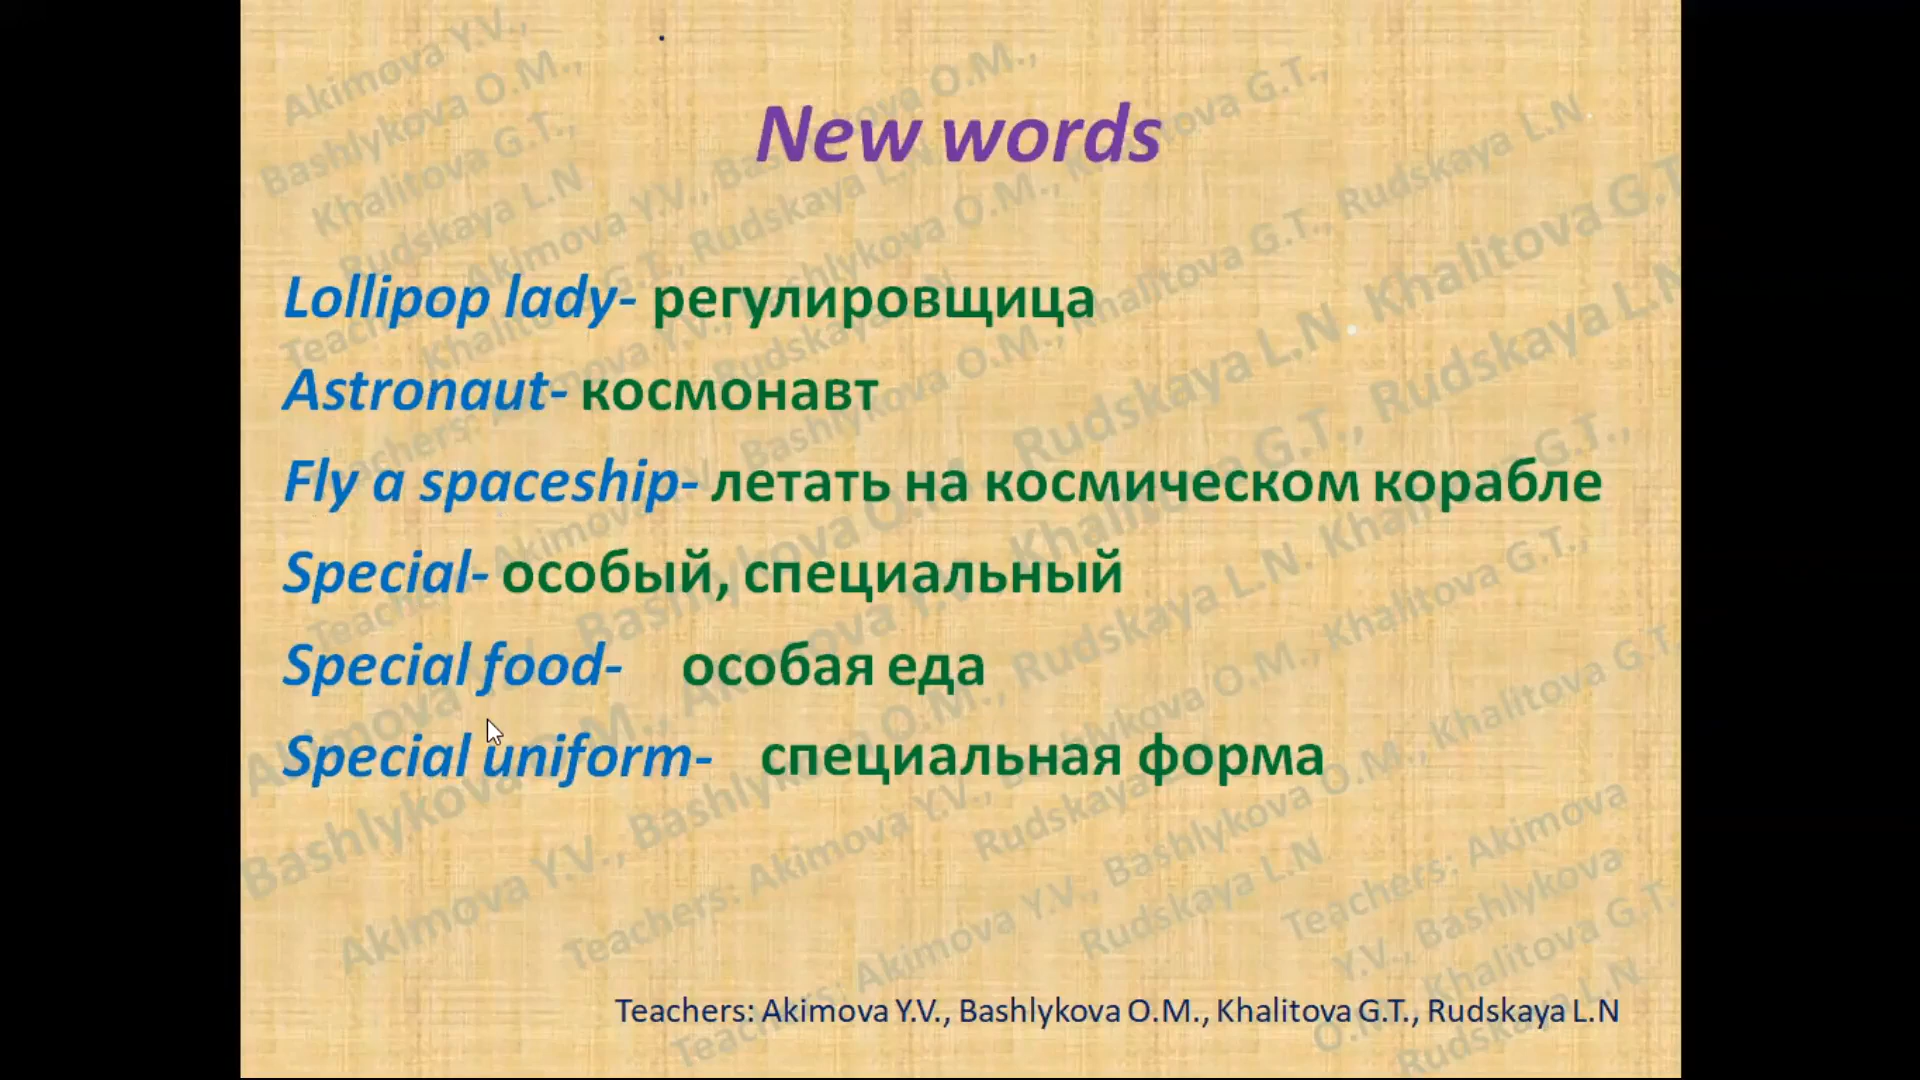 New words
Lollipop lady- регулировщица
Astronaut- космонавт
Fly a spaceship- летать на космическом корабле
Special- особый, специальный
Special food- особая еда
Special uniform- специальная форма
Teachers: Akimova Y.V., Bashlykova O.M., Khalitova G.T., Rudskaya L.N